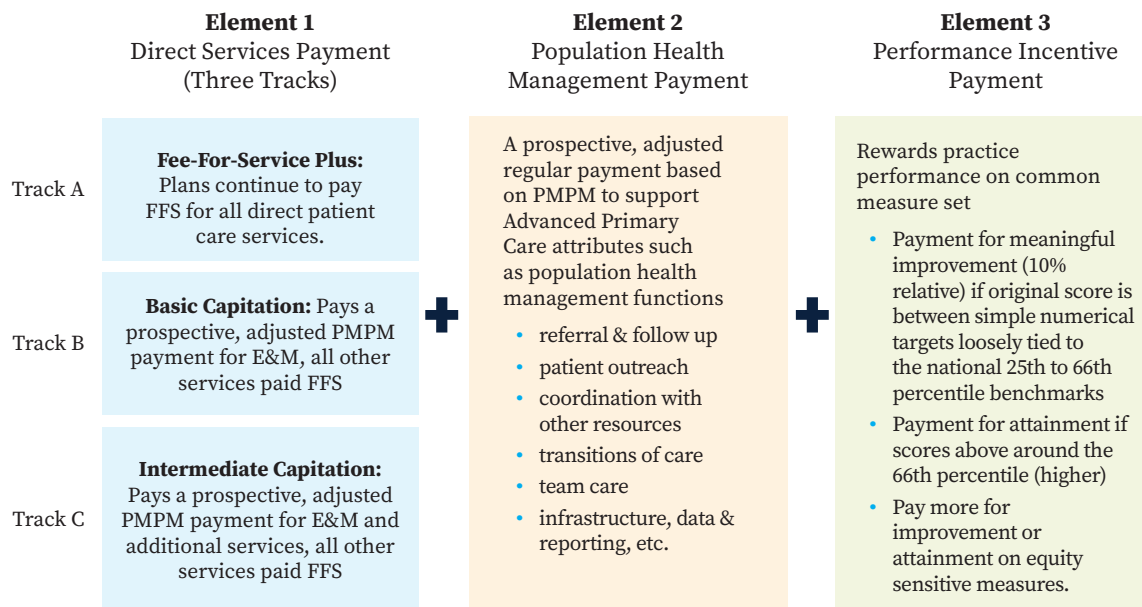 Element 1
Direct Services Payment
(Three Tracks)
Element 2
Population Health
Management Payment
Element 3
Performance Incentive
Payment
Track A
Fee-For-Service Plus:
Plans continue to pay
FFS for all direct patient
care services.
Track B
Basic Capitation: Pays a
prospective, adjusted PMPM
payment for E&M, all other
services paid FFS
Track C
Intermediate Capitation:
Pays a prospective, adjusted
PMPM payment for E&M and
additional services, all other
services paid FFS
A prospective, adjusted
regular payment based
on PMPM to support
Advanced Primary
Care attributes such
as population health
management functions
• referral & follow up
• patient outreach
• coordination with
other resources
• transitions of care
• team care
• infrastructure, data &
reporting, etc.
Rewards practice
performance on common
measure set
• Payment for meaningful
improvement (10%
relative) if original score is
between simple numerical
targets loosely tied to
the national 25th to 66th
percentile benchmarks
• Payment for attainment if
scores above around the
66th percentile (higher)
• Pay more for
improvement or
attainment on equity
sensitive measures.